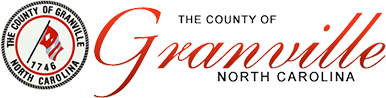 THE COUNTY OF GRANVILLE
1746
NORTH CAROLINA
THE COUNTY OF
Granville
NORTH CAROLINA